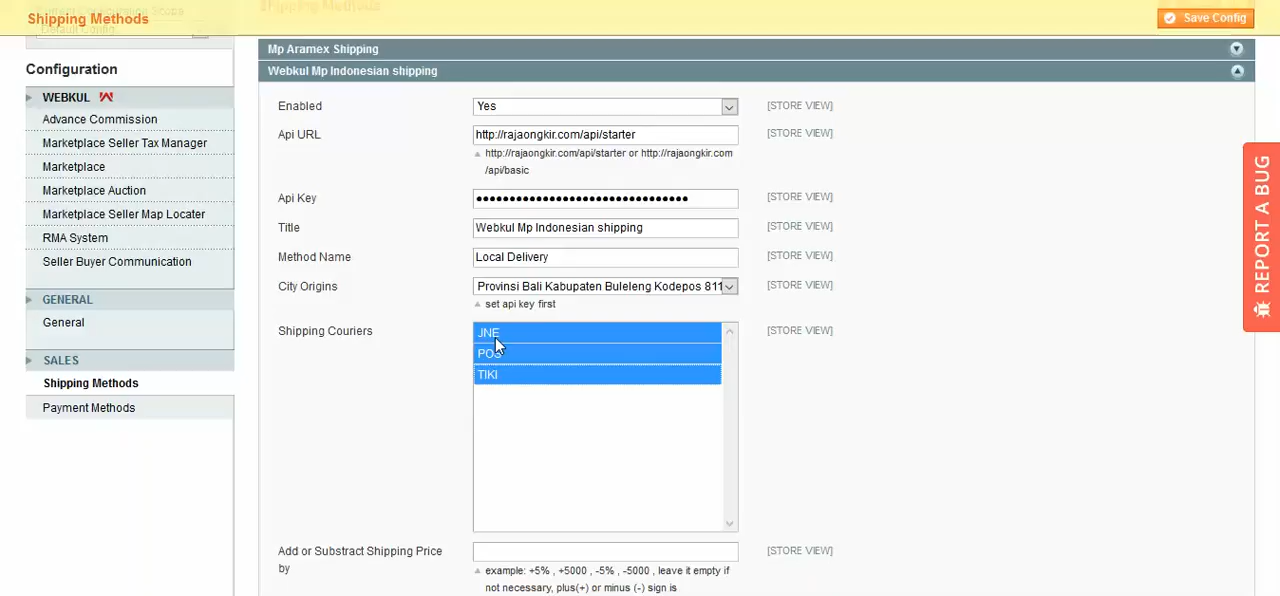 Shipping Methods
Save Config
Configuration
WEBKUL
Advance Commission
Marketplace Seller Tax Manager
Marketplace
Marketplace Auction
Marketplace Seller Map Locater
RMA System
Seller Buyer Communication
GENERAL
General
SALES
Shipping Methods
Payment Methods
Mp Aramex Shipping
Webkul Mp Indonesian shipping
Enabled Yes [STORE VIEW]
Api URL http://rajaongkir.com/api/starter [STORE VIEW]
http://rajaongkir.com/api/starter or http://rajaongkir.com
/api/basic
Api Key •••••••••••••••••••••••••••••••• [STORE VIEW]
Title Webkul Mp Indonesian shipping [STORE VIEW]
Method Name Local Delivery [STORE VIEW]
City Origins Provinsi Bali Kabupaten Buleleng Kodepos 811 [STORE VIEW]
set api key first
Shipping Couriers JNE [STORE VIEW]
POS
TIKI
Add or Substract Shipping Price [STORE VIEW]
by
example: +5% , +5000 , -5% , -5000 , leave it empty if
not necessary, plus(+) or minus (-) sign is
REPORT A BUG